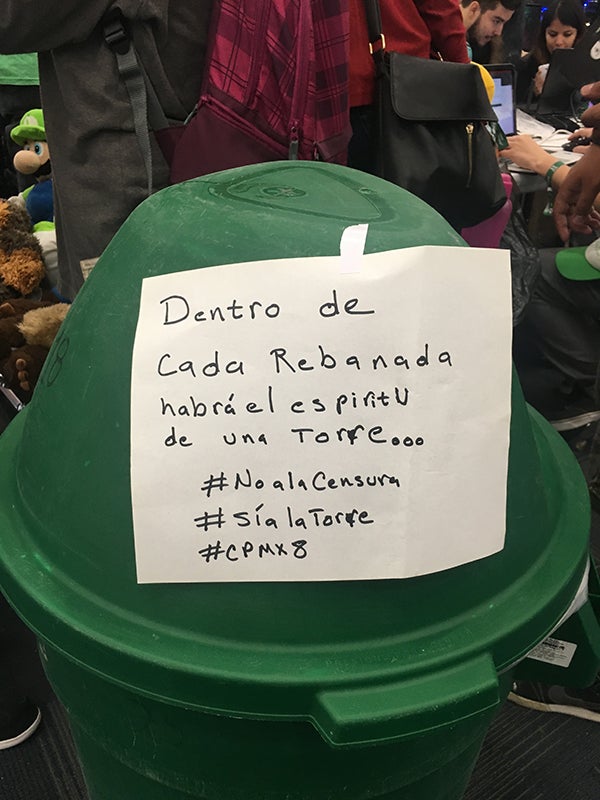 Dentro de
Cada Rebanada
habrá el espiritu
de una Torre...
#NoalaCensura
#SíalaTorre
#CPMX8